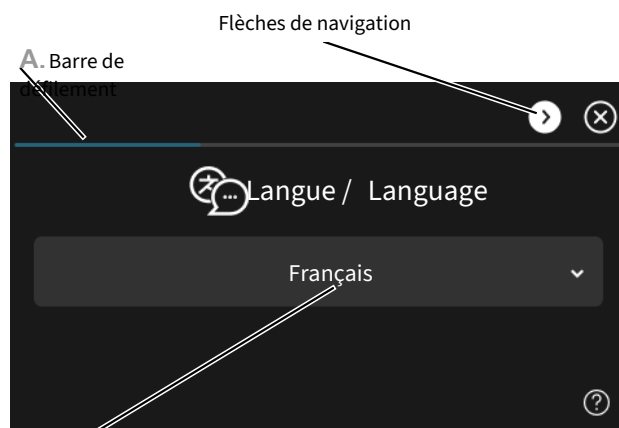 Flèches de navigation
A. Barre de
défilement
Langue / Language
Français